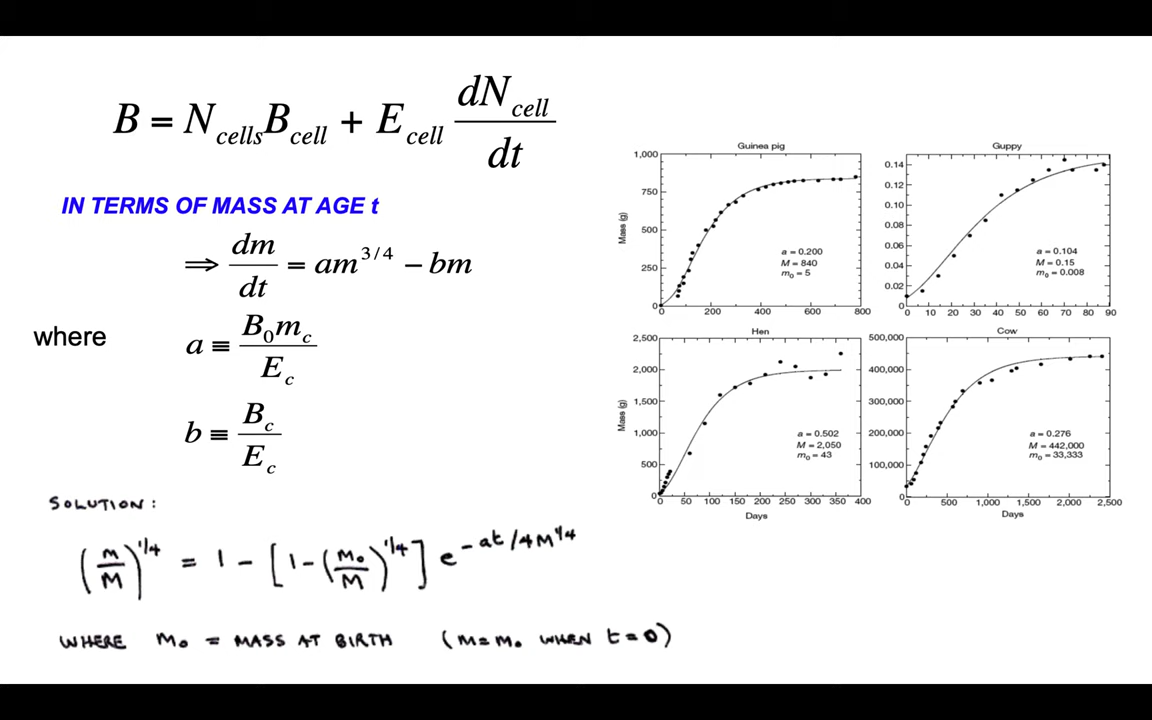 B = N_cells B_cell + E_cell dN_cell/dt
IN TERMS OF MASS AT AGE t
⇒ dm/dt = am^3/4 − bm
where
a ≡ B_0 m_c / E_c
b ≡ B_c / E_c
SOLUTION:
(m/M)^1/4 = 1 − [1 − (m_0/M)^1/4] e^−at/4M^1/4
WHERE m_0 = MASS AT BIRTH (m=m_0 WHEN t=0)
Guinea pig
Mass (g)
1,000
750
500
250
0
200 400 600 800
a = 0.200
M = 840
m_0 = 5
Guppy
0.14
0.12
0.10
0.08
0.06
0.04
0.02
0
0 10 20 30 40 50 60 70 80 90
a = 0.104
M = 0.15
m_0 = 0.008
Hen
Mass (g)
2,500
2,000
1,500
1,000
500
0
0 50 100 150 200 250 300 350 400
Days
a = 0.502
M = 2,050
m_0 = 43
Cow
500,000
400,000
300,000
200,000
100,000
0
0 500 1,000 1,500 2,000 2,500
Days
a = 0.276
M = 442,000
m_0 = 33,333